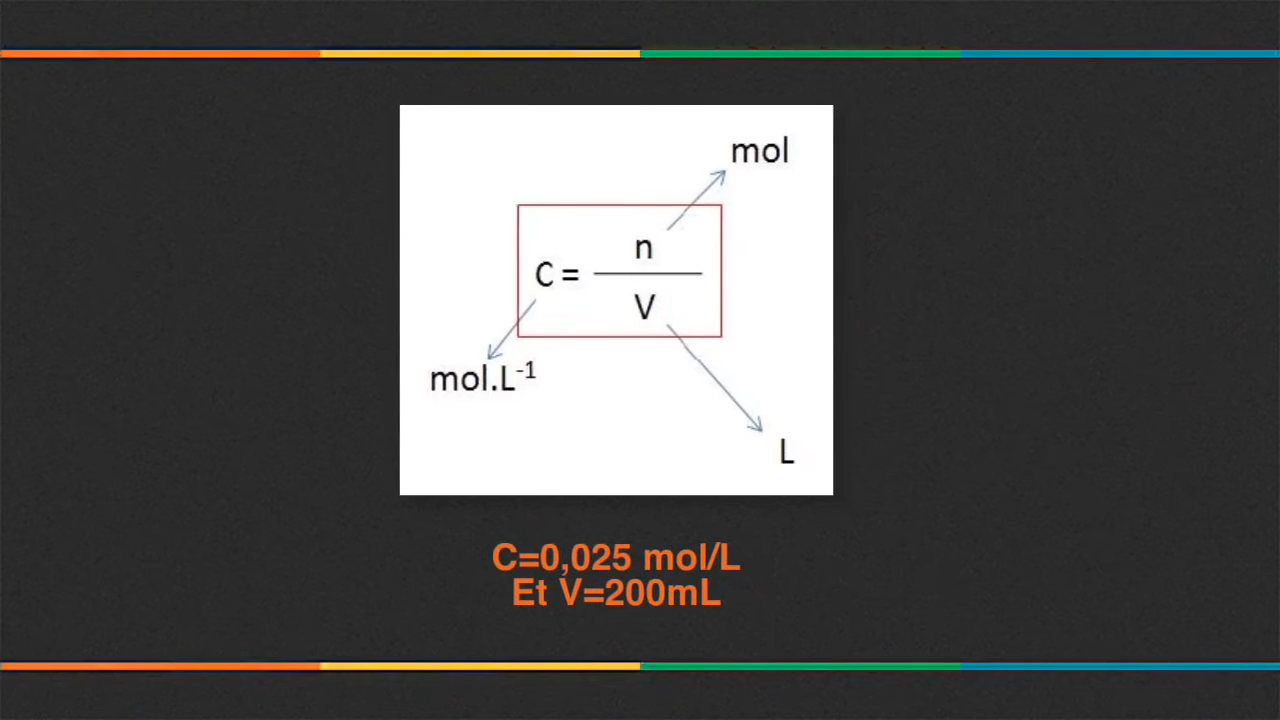 mol
n
C =
V
mol.L⁻¹
L
C=0,025 mol/L
Et V=200mL